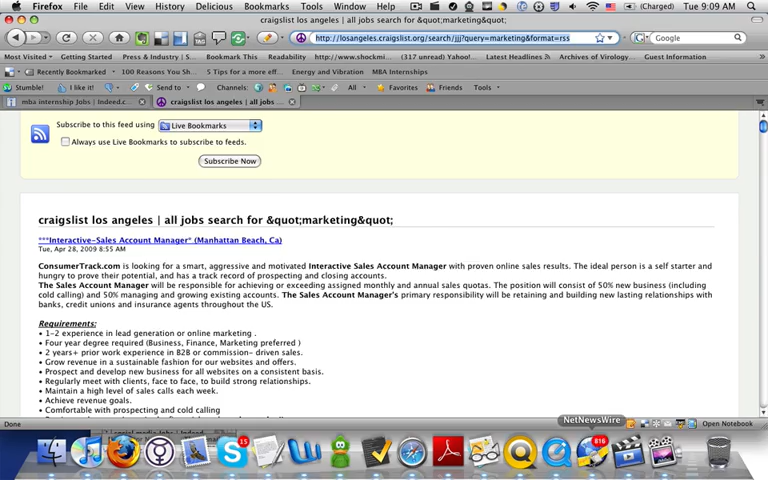 Firefox File Edit View History Delicious Bookmarks Tools Window Help (Charged) Tue 9:09 AM
craigslist los angeles | all jobs search for &quot;marketing&quot;
http://losangeles.craigslist.org/search/jjj?query=marketing&format=rss Google
Most Visited Getting Started Press & Industry | S... Bookmark This Readability http://www.shockmi... (317 unread) Yahoo!... Latest Headlines Archives of Virology... Guest Information
Recently Bookmarked 100 Reasons You Sh... 5 Tips for a more eff... Energy and Vibration MBA Internships
Stumble! I like it! Send to Channels: All Favorites Friends Tools
mba internship Jobs | Indeed.c... craigslist los angeles | all jobs ...
Subscribe to this feed using Live Bookmarks
Always use Live Bookmarks to subscribe to feeds.
Subscribe Now
craigslist los angeles | all jobs search for &quot;marketing&quot;
***Interactive-Sales Account Manager* (Manhattan Beach, Ca)
Tue, Apr 28, 2009 8:55 AM
ConsumerTrack.com is looking for a smart, aggressive and motivated Interactive Sales Account Manager with proven online sales results. The ideal person is a self starter and
hungry to prove their potential, and has a track record of prospecting and closing accounts.
The Sales Account Manager will be responsible for achieving or exceeding assigned monthly and annual sales quotas. The position will consist of 50% new business (including
cold calling) and 50% managing and growing existing accounts. The Sales Account Manager's primary responsibility will be retaining and building new lasting relationships with
banks, credit unions and insurance agents throughout the US.
Requirements:
• 1-2 experience in lead generation or online marketing .
• Four year degree required (Business, Finance, Marketing preferred )
• 2 years+ prior work experience in B2B or commission- driven sales.
• Grow revenue in a sustainable fashion for our websites and offers.
• Prospect and develop new business for all websites on a consistent basis.
• Regularly meet with clients, face to face, to build strong relationships.
• Maintain a high level of sales calls each week.
• Achieve revenue goals.
• Comfortable with prospecting and cold calling
Done NetNewsWire Open Notebook
15 816